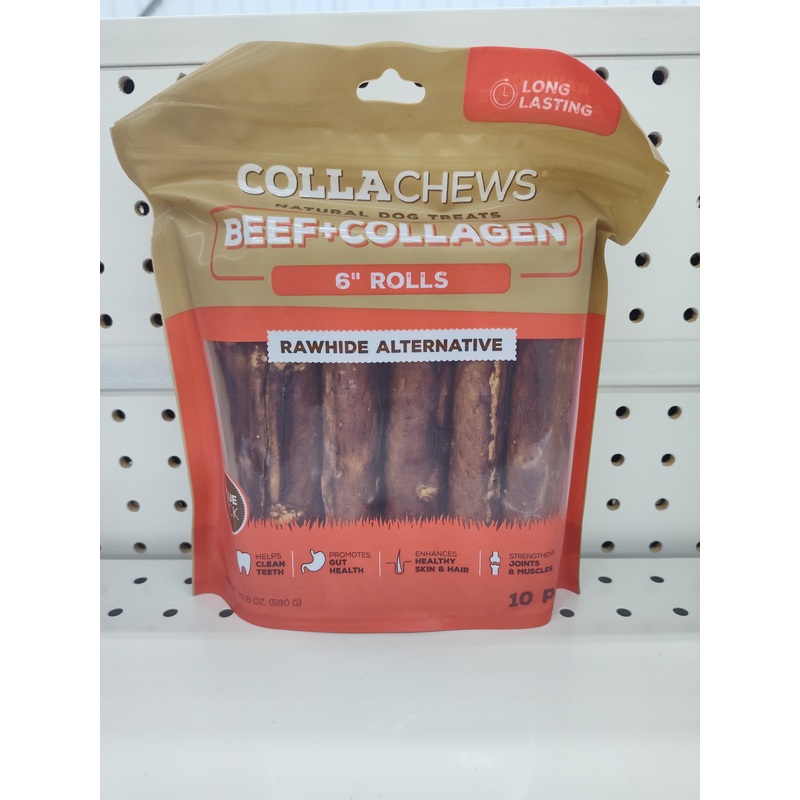 LONG
LASTING
COLLACHEWS
NATURAL DOG TREATS
BEEF+COLLAGEN
6" ROLLS
RAWHIDE ALTERNATIVE
HELPS
CLEAN
TEETH
PROMOTES
GUT
HEALTH
ENHANCES
HEALTHY
SKIN & HAIR
STRENGTHENS
JOINTS
& MUSCLES
OZ. (590 G)
10 P